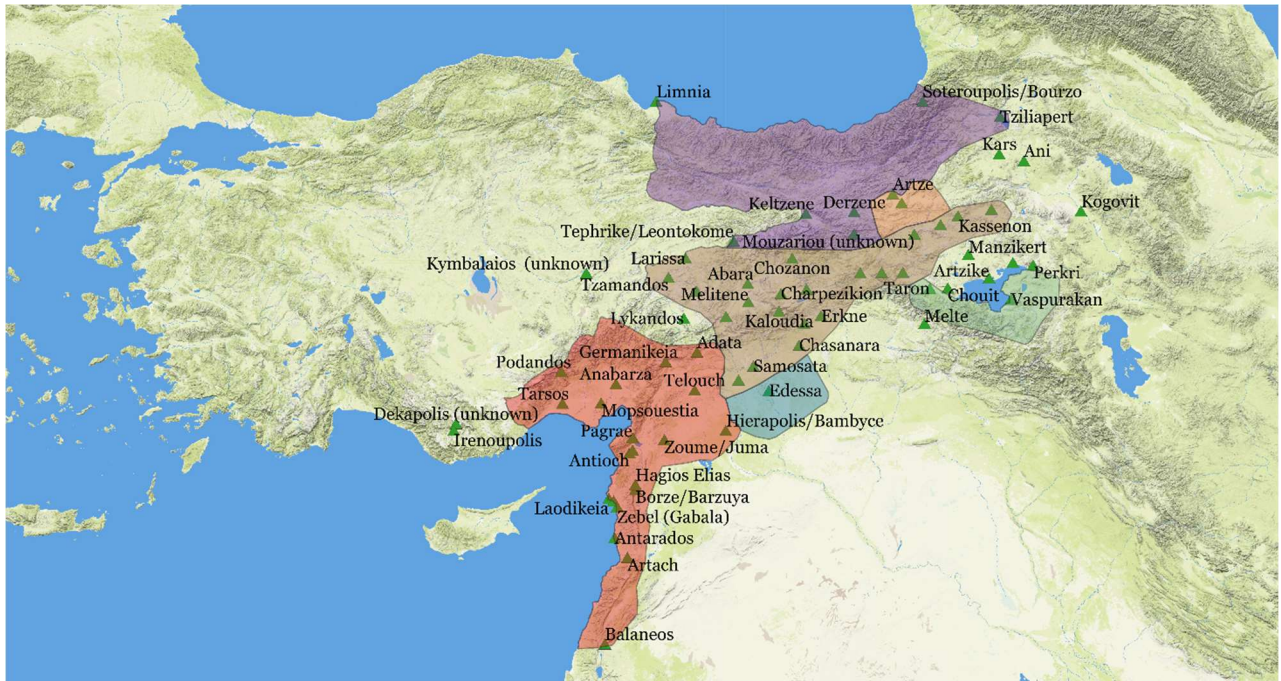 Limnia
Soteroupolis/Bourzo
Tziliapert
Kars
Ani
Artze
Keltzene
Derzene
Kogovit
Tephrike/Leontokome
Mouzariou (unknown)
Kassenon
Manzikert
Larissa
Kymbalaios (unknown)
Abara
Chozanon
Artzike
Perkri
Tzamandos
Melitene
Charpezikion
Taron
Chouit
Vaspurakan
Lykandos
Kaloudia
Erkne
Melte
Adata
Chasanara
Germanikeia
Podandos
Anabarza
Telouch
Samosata
Tarsos
Edessa
Dekapolis (unknown)
Mopsouestia
Hierapolis/Bambyce
Irenoupolis
Pagrae
Zoume/Juma
Antioch
Hagios Elias
Borze/Barzuya
Laodikeia
Zebel (Gabala)
Antarados
Artach
Balaneos